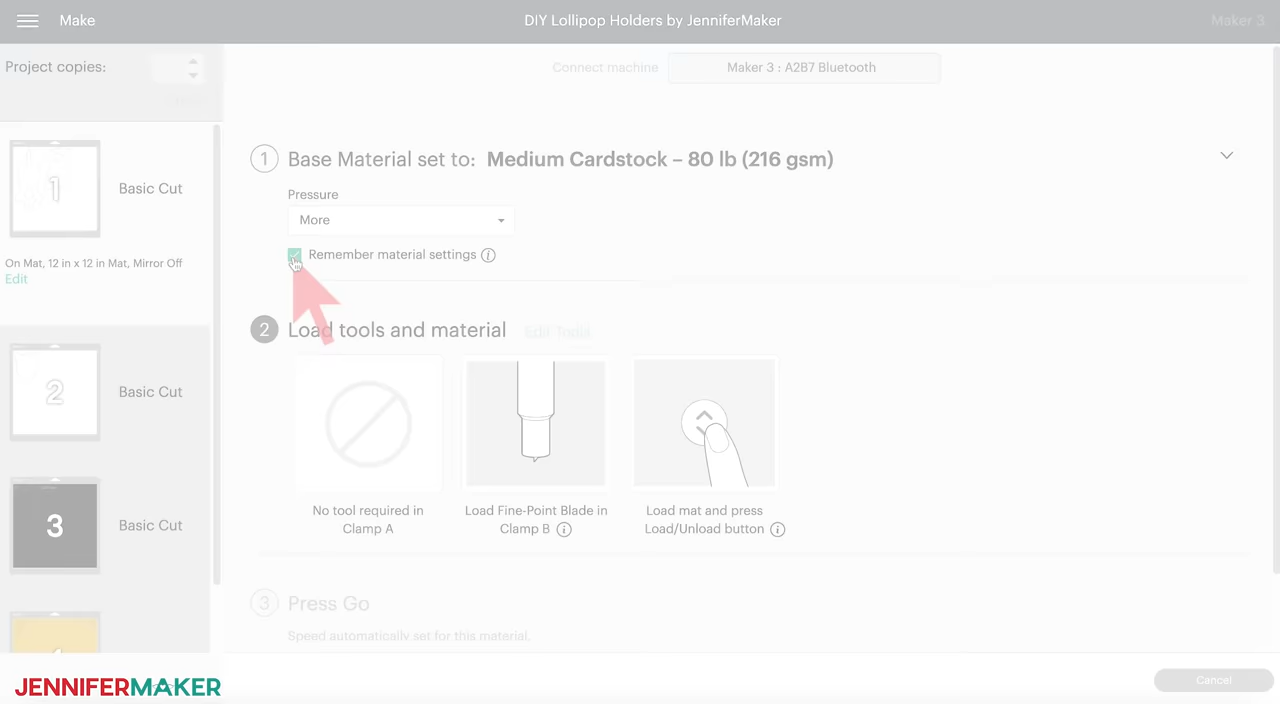 Make
DIY Lollipop Holders by JenniferMaker
Maker 3
Project copies:
Connect machine
Maker 3 : A2B7 Bluetooth
1
Basic Cut
On Mat, 12 in x 12 in Mat, Mirror Off
Edit
2
Basic Cut
3
Basic Cut
1 Base Material set to: Medium Cardstock – 80 lb (216 gsm)
Pressure
More
Remember material settings
2 Load tools and material
Edit Tools
No tool required in
Clamp A
Load Fine-Point Blade in
Clamp B
Load mat and press
Load/Unload button
3 Press Go
Speed automatically set for this material.
JENNIFERMAKER
Cancel